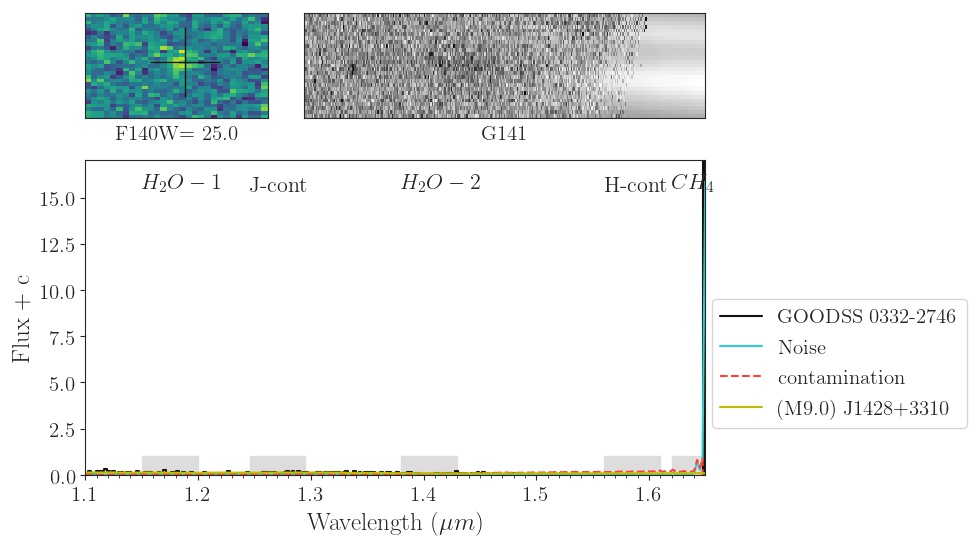 F140W= 25.0
G141
H₂O − 1
J-cont
H₂O − 2
H-cont
CH₄
15.0
12.5
10.0
7.5
5.0
2.5
0.0
Flux + c
1.1
1.2
1.3
1.4
1.5
1.6
Wavelength (μm)
GOODSS 0332-2746
Noise
contamination
(M9.0) J1428+3310